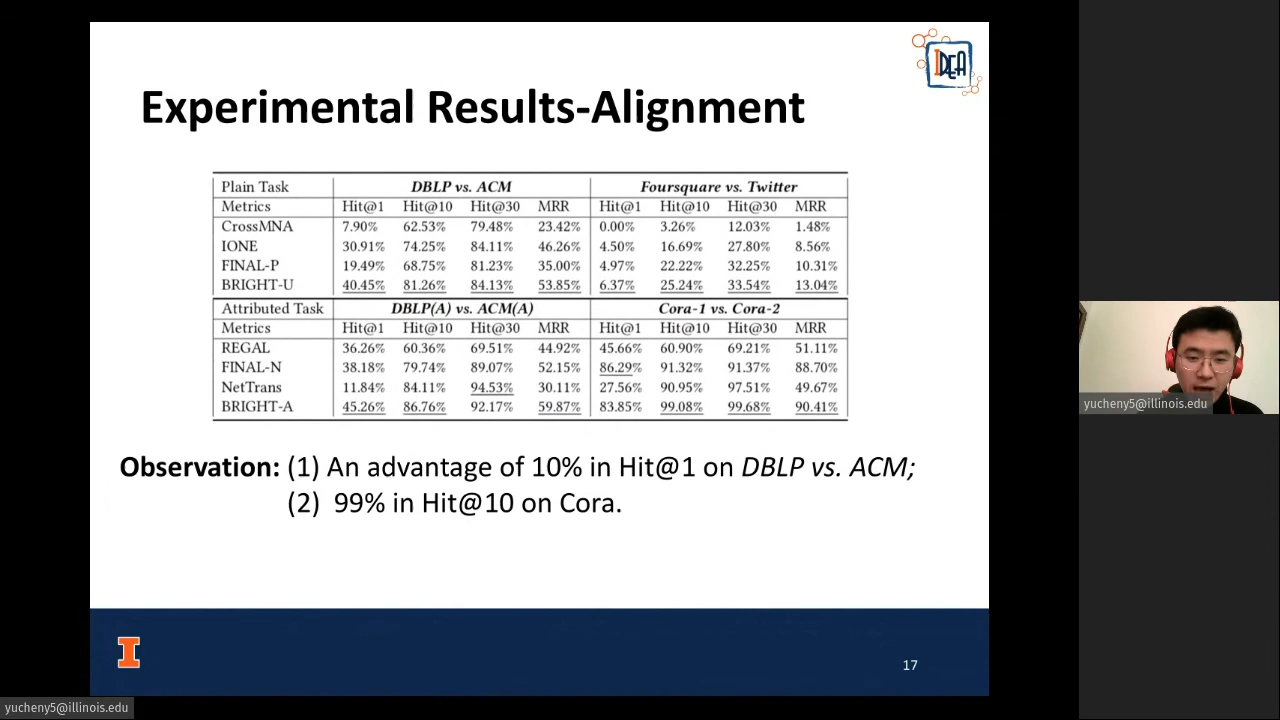 IDEA
Experimental Results-Alignment
Plain Task DBLP vs. ACM Foursquare vs. Twitter
Metrics Hit@1 Hit@10 Hit@30 MRR Hit@1 Hit@10 Hit@30 MRR
CrossMNA 7.90% 62.53% 79.48% 23.42% 0.00% 3.26% 12.03% 1.48%
IONE 30.91% 74.25% 84.11% 46.26% 4.50% 16.69% 27.80% 8.56%
FINAL-P 19.49% 68.75% 81.23% 35.00% 4.97% 22.22% 32.25% 10.31%
BRIGHT-U 40.45% 81.26% 84.13% 53.85% 6.37% 25.24% 33.54% 13.04%
Attributed Task DBLP(A) vs. ACM(A) Cora-1 vs. Cora-2
Metrics Hit@1 Hit@10 Hit@30 MRR Hit@1 Hit@10 Hit@30 MRR
REGAL 36.26% 60.36% 69.51% 44.92% 45.66% 60.90% 69.21% 51.11%
FINAL-N 38.18% 79.74% 89.07% 52.15% 86.29% 91.32% 91.37% 88.70%
NetTrans 11.84% 84.11% 94.53% 30.11% 27.56% 90.95% 97.51% 49.67%
BRIGHT-A 45.26% 86.76% 92.17% 59.87% 83.85% 99.08% 99.68% 90.41%
Observation: (1) An advantage of 10% in Hit@1 on DBLP vs. ACM;
(2) 99% in Hit@10 on Cora.
I
17
yucheny5@illinois.edu
yucheny5@illinois.edu